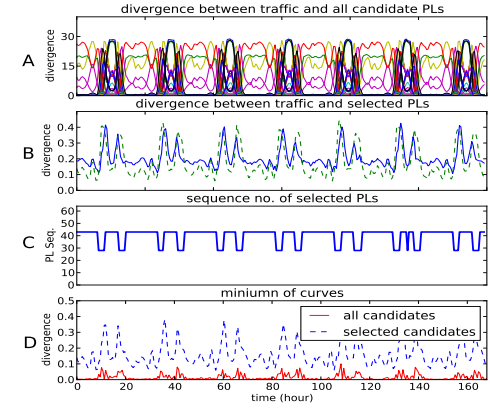 divergence between traffic and all candidate PLs
A
divergence
30
20
10
0
divergence between traffic and selected PLs
B
divergence
0.4
0.3
0.2
0.1
0.0
sequence no. of selected PLs
C
PL Seq.
60
50
40
30
20
10
0
miniumn of curves
D
divergence
0.5
0.4
0.3
0.2
0.1
0.0
all candidates
selected candidates
0 20 40 60 80 100 120 140 160
time (hour)